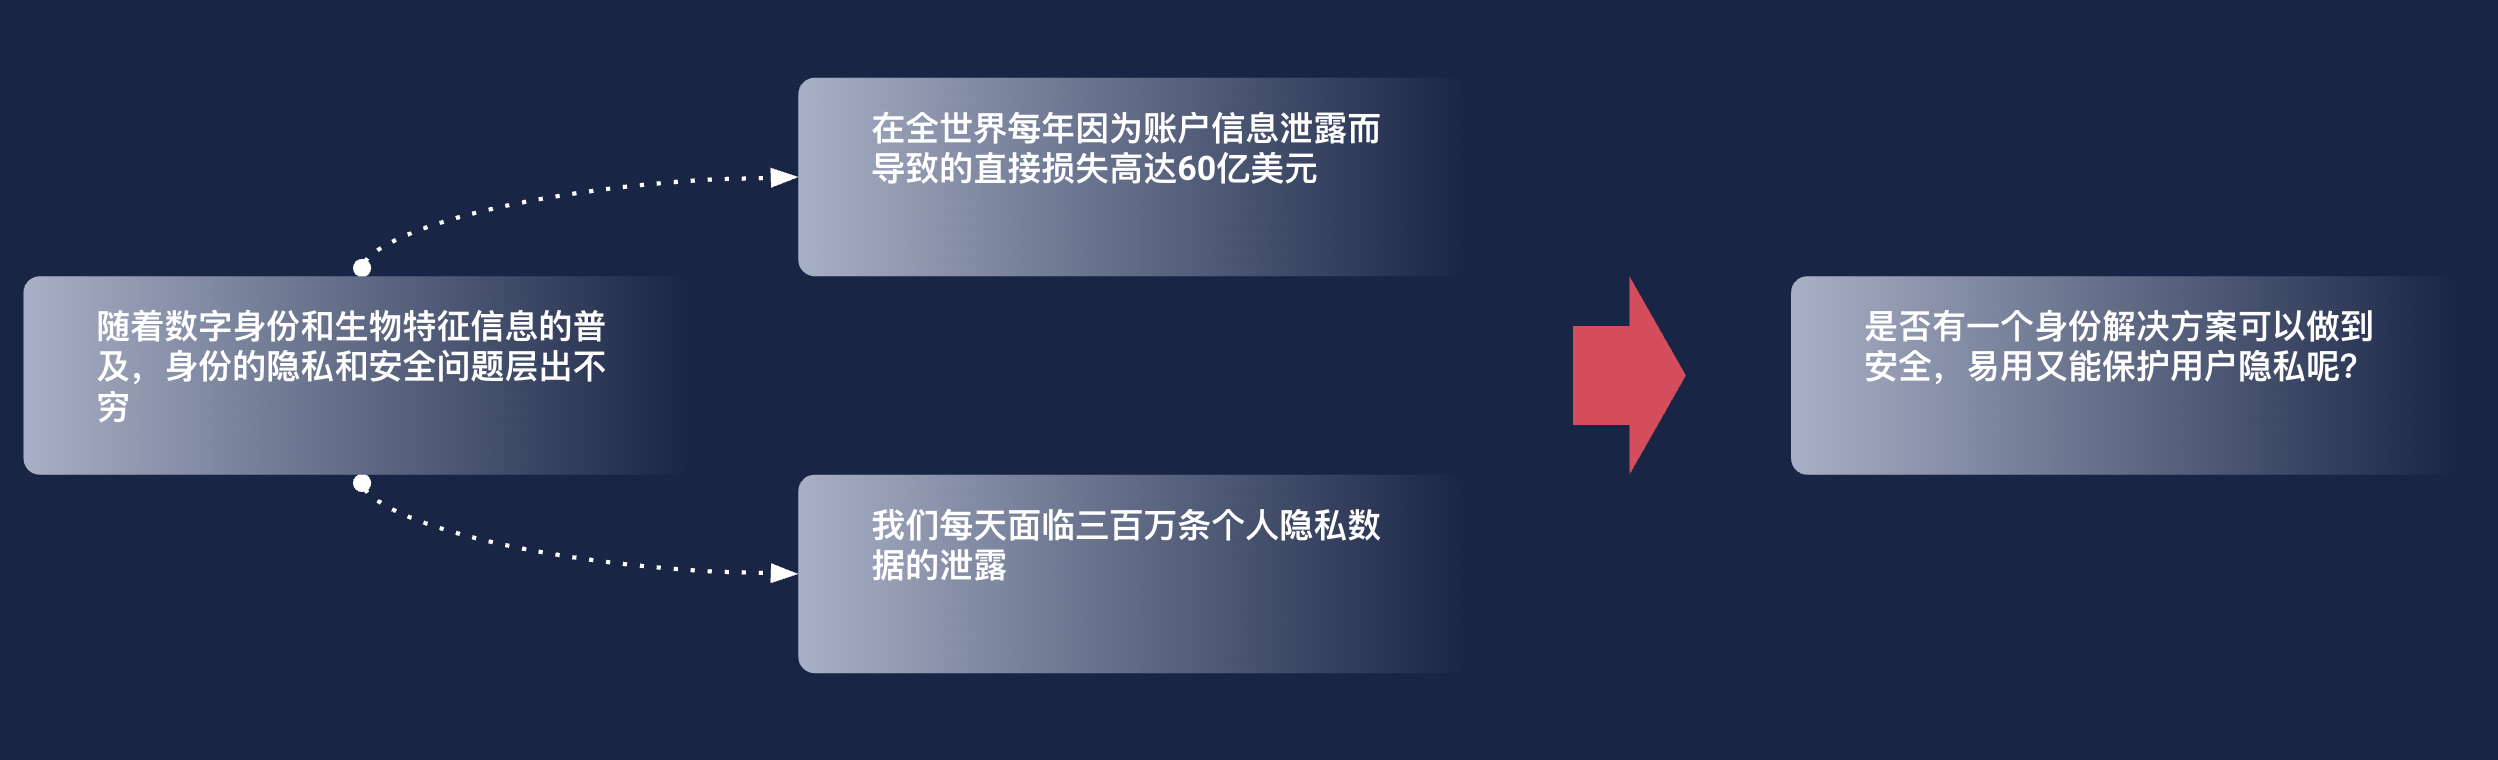 随着数字身份和生物特征信息的普
及，身份的隐私和安全问题层出不
穷
在全世界每年因为账户信息泄露而
导致的直接损失高达60亿美元
我们每天面临三百万条个人隐私数
据的泄露
是否有一个身份解决方案可以做到
安全，易用又能保护用户隐私呢？